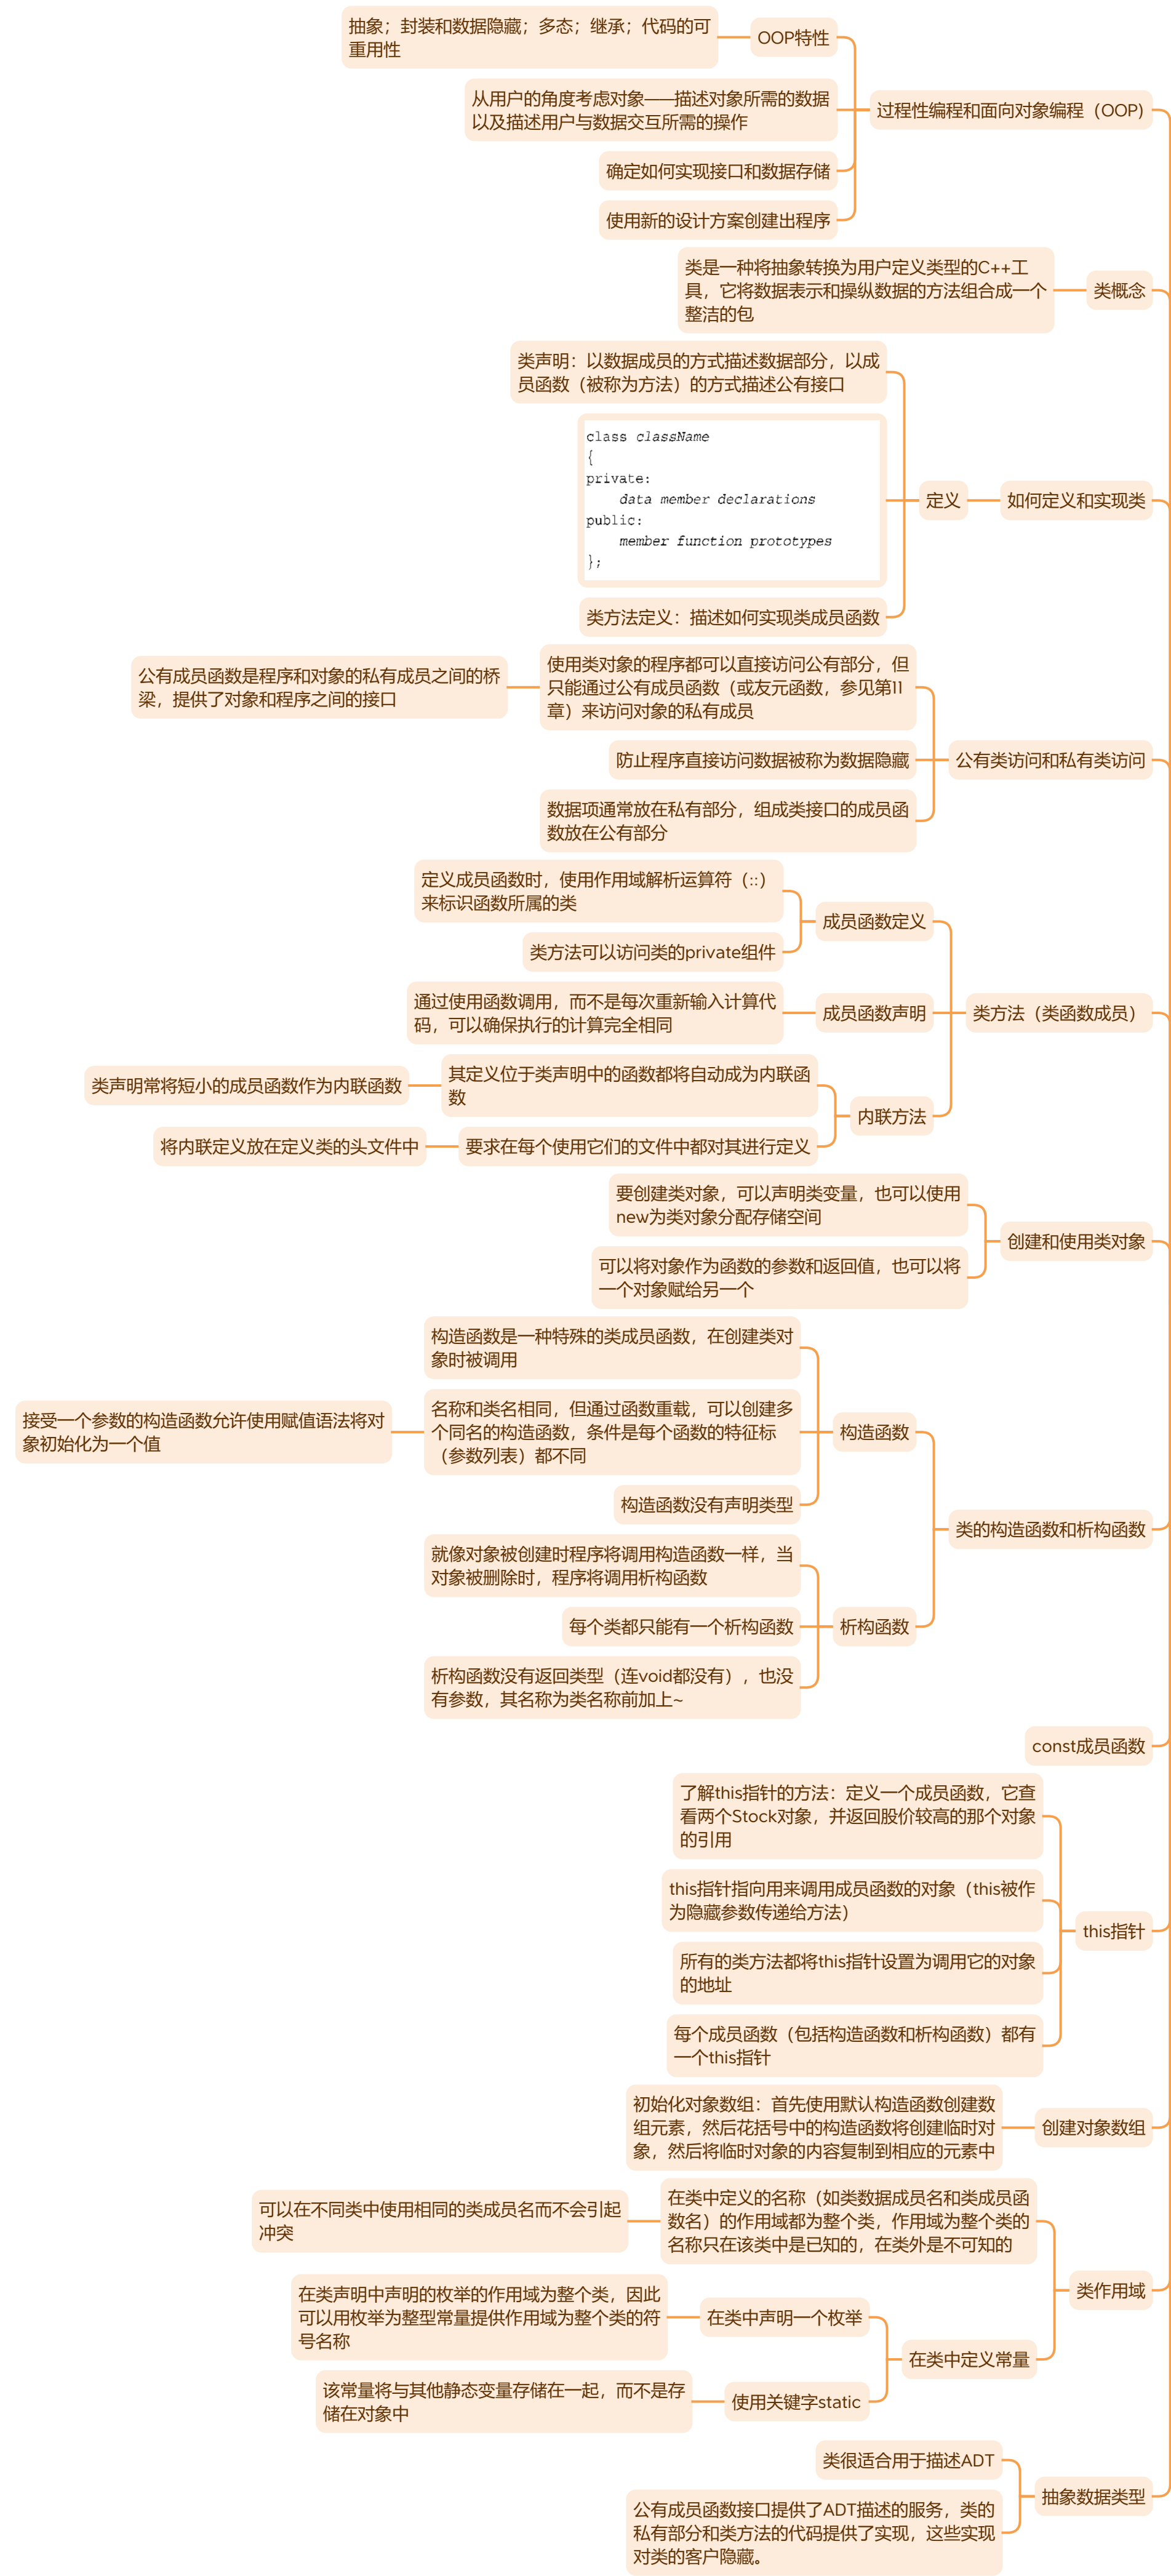 抽象；封装和数据隐藏；多态；继承；代码的可
重用性
OOP特性
从用户的角度考虑对象——描述对象所需的数据
以及描述用户与数据交互所需的操作
过程性编程和面向对象编程（OOP)
确定如何实现接口和数据存储
使用新的设计方案创建出程序
类是一种将抽象转换为用户定义类型的C++工
具，它将数据表示和操纵数据的方法组合成一个
整洁的包
类概念
类声明：以数据成员的方式描述数据部分，以成
员函数（被称为方法）的方式描述公有接口
class className
{
private:
data member declarations
public:
member function prototypes
};
定义
如何定义和实现类
类方法定义：描述如何实现类成员函数
公有成员函数是程序和对象的私有成员之间的桥
梁，提供了对象和程序之间的接口
使用类对象的程序都可以直接访问公有部分，但
只能通过公有成员函数（或友元函数，参见第11
章）来访问对象的私有成员
防止程序直接访问数据被称为数据隐藏
公有类访问和私有类访问
数据项通常放在私有部分，组成类接口的成员函
数放在公有部分
定义成员函数时，使用作用域解析运算符（::）
来标识函数所属的类
成员函数定义
类方法可以访问类的private组件
通过使用函数调用，而不是每次重新输入计算代
码，可以确保执行的计算完全相同
成员函数声明
类方法（类函数成员）
类声明常将短小的成员函数作为内联函数
其定义位于类声明中的函数都将自动成为内联函
数
内联方法
将内联定义放在定义类的头文件中
要求在每个使用它们的文件中都对其进行定义
要创建类对象，可以声明类变量，也可以使用
new为类对象分配存储空间
创建和使用类对象
可以将对象作为函数的参数和返回值，也可以将
一个对象赋给另一个
构造函数是一种特殊的类成员函数，在创建类对
象时被调用
接受一个参数的构造函数允许使用赋值语法将对
象初始化为一个值
名称和类名相同，但通过函数重载，可以创建多
个同名的构造函数，条件是每个函数的特征标
（参数列表）都不同
构造函数
构造函数没有声明类型
类的构造函数和析构函数
就像对象被创建时程序将调用构造函数一样，当
对象被删除时，程序将调用析构函数
每个类都只能有一个析构函数
析构函数
析构函数没有返回类型（连void都没有），也没
有参数，其名称为类名称前加上~
const成员函数
了解this指针的方法：定义一个成员函数，它查
看两个Stock对象，并返回股价较高的那个对象
的引用
this指针指向用来调用成员函数的对象（this被作
为隐藏参数传递给方法）
this指针
所有的类方法都将this指针设置为调用它的对象
的地址
每个成员函数（包括构造函数和析构函数）都有
一个this指针
初始化对象数组：首先使用默认构造函数创建数
组元素，然后花括号中的构造函数将创建临时对
象，然后将临时对象的内容复制到相应的元素中
创建对象数组
可以在不同类中使用相同的类成员名而不会引起
冲突
在类中定义的名称（如类数据成员名和类成员函
数名）的作用域都为整个类，作用域为整个类的
名称只在该类中是已知的，在类外是不可知的
类作用域
在类声明中声明的枚举的作用域为整个类，因此
可以用枚举为整型常量提供作用域为整个类的符
号名称
在类中声明一个枚举
在类中定义常量
该常量将与其他静态变量存储在一起，而不是存
储在对象中
使用关键字static
类很适合用于描述ADT
抽象数据类型
公有成员函数接口提供了ADT描述的服务，类的
私有部分和类方法的代码提供了实现，这些实现
对类的客户隐藏。